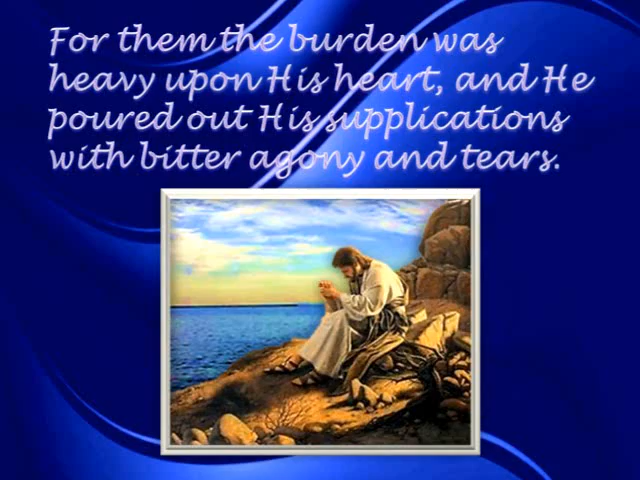 For them the burden was
heavy upon His heart, and He
poured out His supplications
with bitter agony and tears.